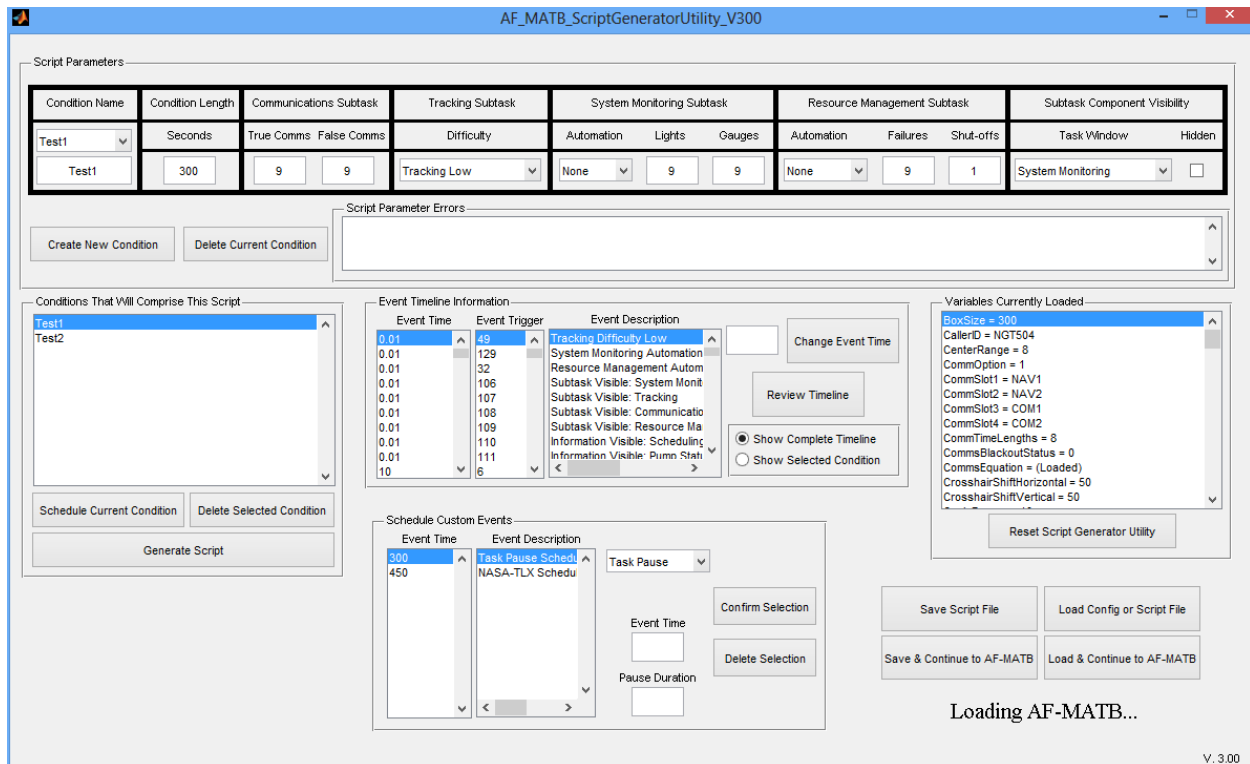 AF_MATB_ScriptGeneratorUtility_V300
Script Parameters
Condition Name Condition Length Communications Subtask Tracking Subtask System Monitoring Subtask Resource Management Subtask Subtask Component Visibility
Test1 Seconds True Comms False Comms Difficulty Automation Lights Gauges Automation Failures Shut-offs Task Window Hidden
Test1 300 9 9 Tracking Low None 9 9 None 9 1 System Monitoring
Script Parameter Errors
Create New Condition Delete Current Condition
Conditions That Will Comprise This Script
Test1
Test2
Schedule Current Condition Delete Selected Condition
Generate Script
Event Timeline Information
Event Time Event Trigger Event Description
0.01 49 Tracking Difficulty Low
0.01 129 System Monitoring Automation
0.01 32 Resource Management Autom
0.01 106 Subtask Visible: System Monit
0.01 107 Subtask Visible: Tracking
0.01 108 Subtask Visible: Communicatio
0.01 109 Subtask Visible: Resource Ma
0.01 110 Information Visible: Scheduling
0.01 111 Information Visible: Pump Stat
10 6
Change Event Time
Review Timeline
Show Complete Timeline
Show Selected Condition
Schedule Custom Events
Event Time Event Description
300 Task Pause Schedu
450 NASA-TLX Schedul
Task Pause
Confirm Selection
Event Time
Delete Selection
Pause Duration
Variables Currently Loaded
BoxSize = 300
CallerID = NGT504
CenterRange = 8
CommOption = 1
CommSlot1 = NAV1
CommSlot2 = NAV2
CommSlot3 = COM1
CommSlot4 = COM2
CommTimeLengths = 8
CommsBlackoutStatus = 0
CommsEquation = (Loaded)
CrosshairShiftHorizontal = 50
CrosshairShiftVertical = 50
Reset Script Generator Utility
Save Script File Load Config or Script File
Save & Continue to AF-MATB Load & Continue to AF-MATB
Loading AF-MATB...
V. 3.00